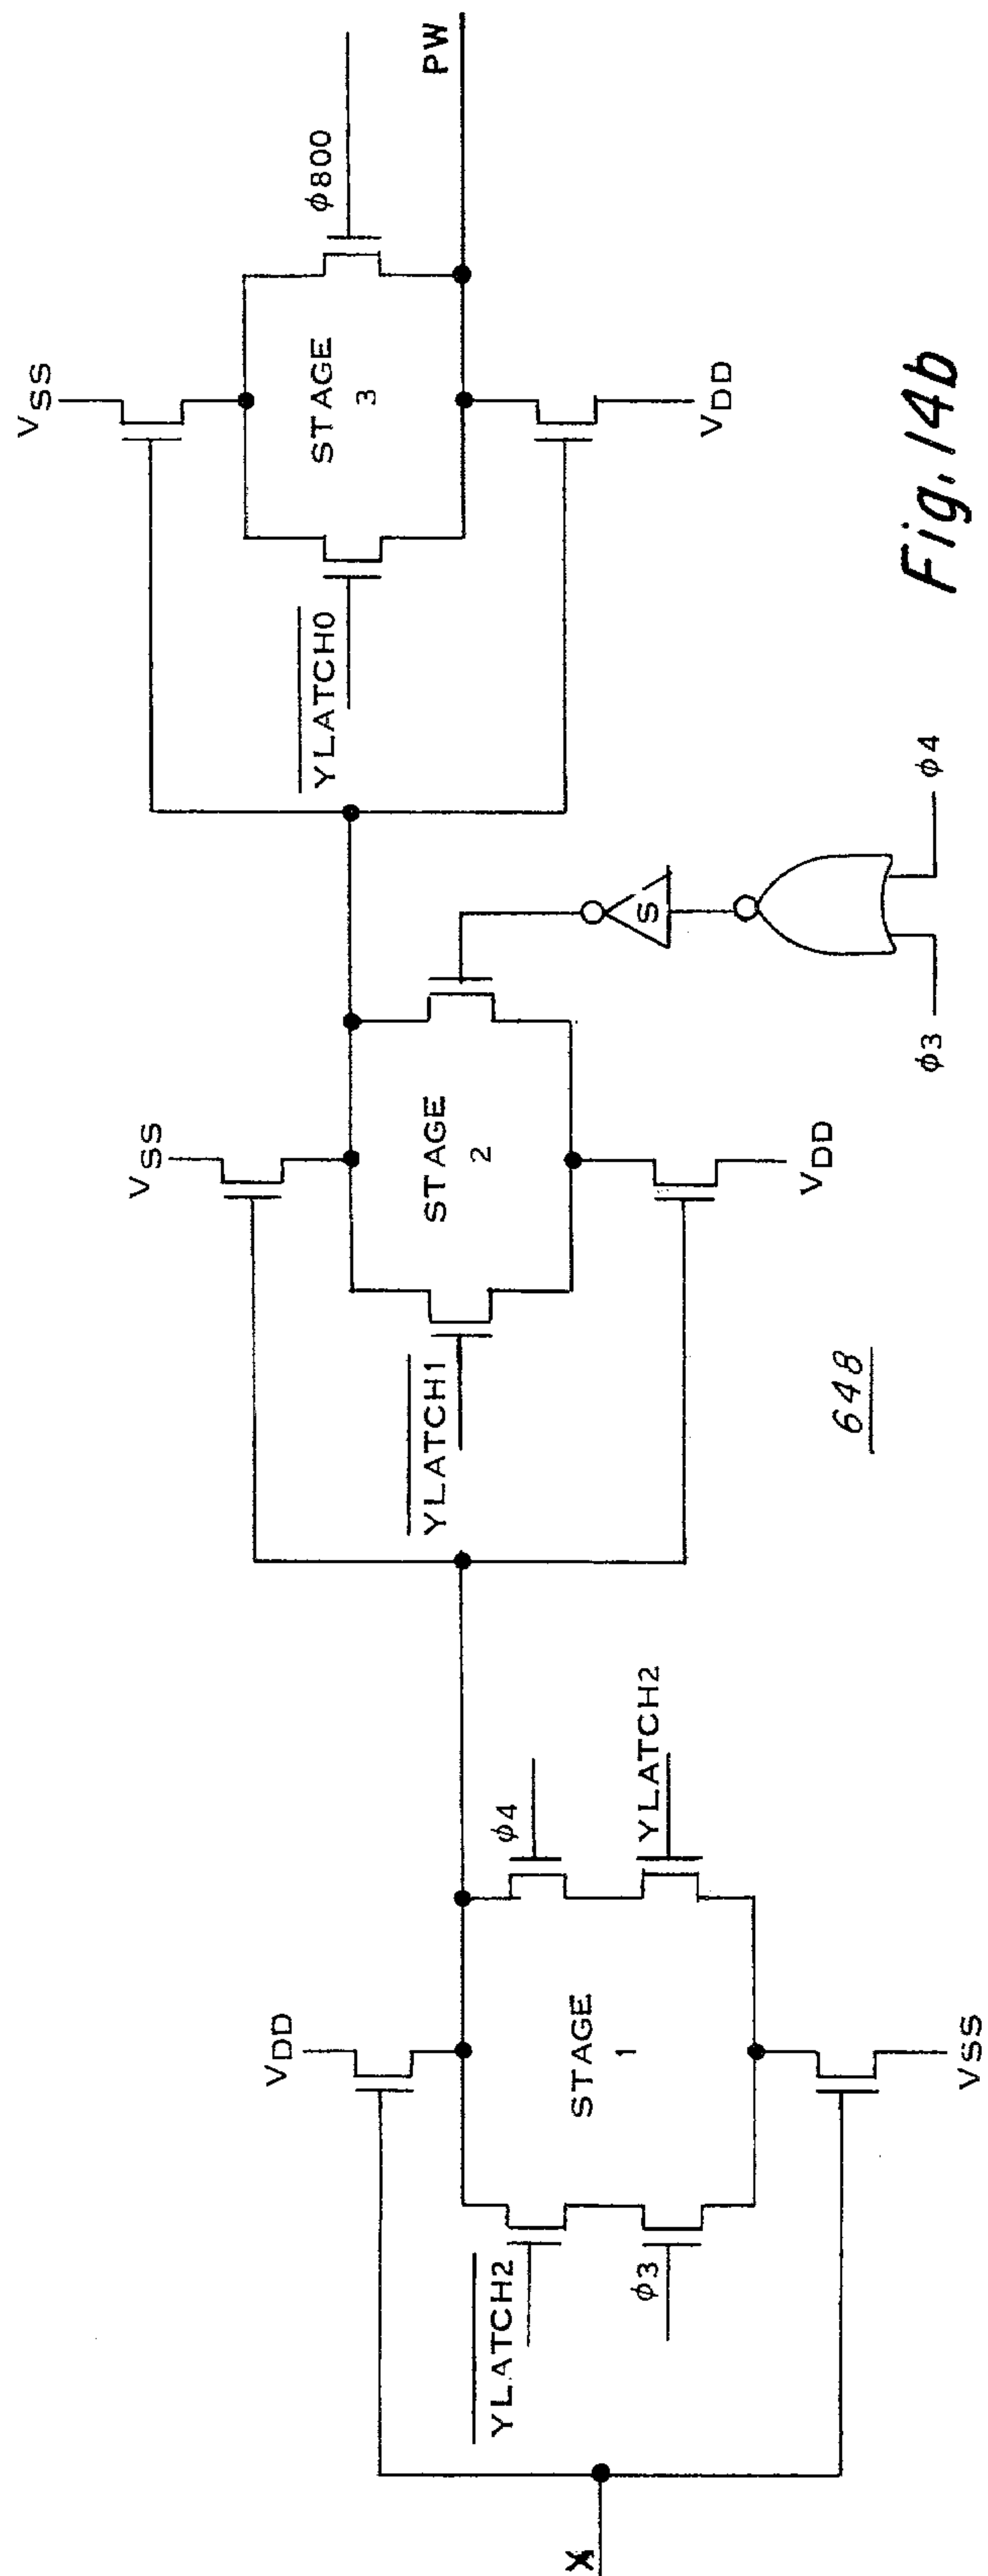 X
V̅DD
YLATCH2
φ3
STAGE
1
φ4
YLATCH2
VSS
VSS
YLATCH1
STAGE
2
VDD
φ3
φ4
S
VSS
YLATCH0
STAGE
3
φ800
VDD
PW
648
Fig. 14b